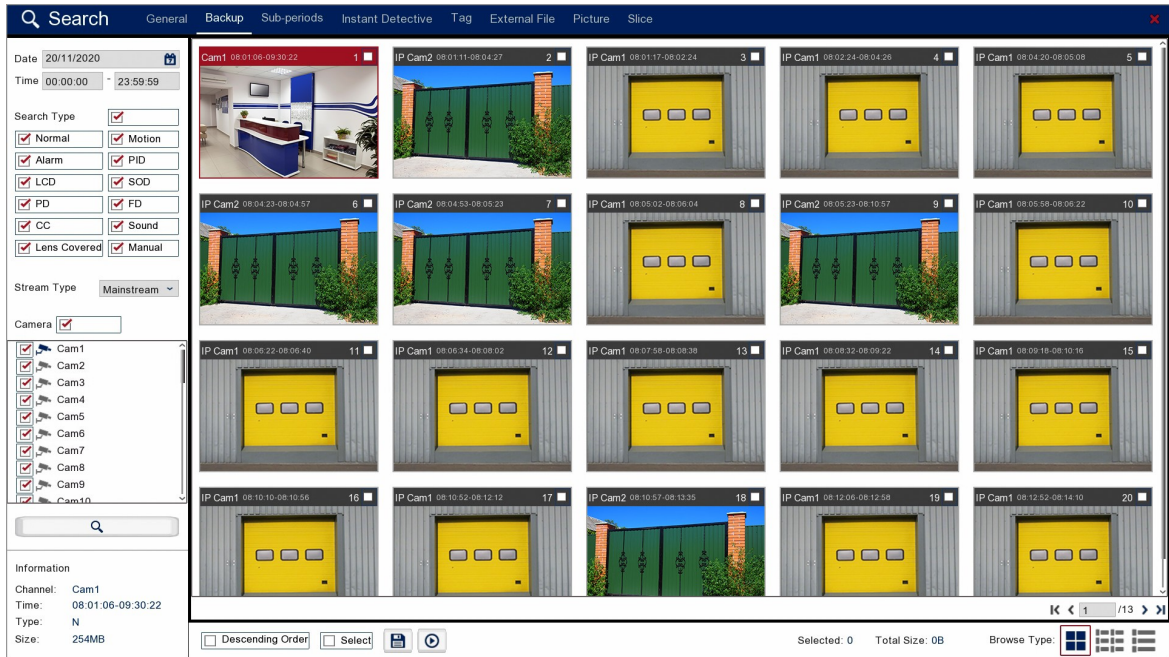 Search General Backup Sub-periods Instant Detective Tag External File Picture Slice
Date 20/11/2020
Time 00:00:00 - 23:59:59
Search Type
Normal Motion
Alarm PID
LCD SOD
PD FD
CC Sound
Lens Covered Manual
Stream Type Mainstream
Camera
Cam1
Cam2
Cam3
Cam4
Cam5
Cam6
Cam7
Cam8
Cam9
Cam10
Information
Channel: Cam1
Time: 08:01:06-09:30:22
Type: N
Size: 254MB
Cam1 08:01:06-09:30:22 1
IP Cam2 08:01:11-08:04:27 2
IP Cam1 08:01:17-08:02:24 3
IP Cam1 08:02:24-08:04:26 4
IP Cam1 08:04:20-08:05:08 5
IP Cam2 08:04:23-08:04:57 6
IP Cam2 08:04:53-08:05:23 7
IP Cam1 08:05:02-08:06:04 8
IP Cam2 08:05:23-08:10:57 9
IP Cam1 08:05:58-08:06:22 10
IP Cam1 08:06:22-08:06:40 11
IP Cam1 08:06:34-08:08:02 12
IP Cam1 08:07:58-08:08:38 13
IP Cam1 08:08:32-08:09:22 14
IP Cam1 08:09:18-08:10:16 15
IP Cam1 08:10:10-08:10:56 16
IP Cam1 08:10:52-08:12:12 17
IP Cam2 08:10:57-08:13:35 18
IP Cam1 08:12:06-08:12:58 19
IP Cam1 08:12:52-08:14:10 20
1 /13
Descending Order Select Selected: 0 Total Size: 0B Browse Type: